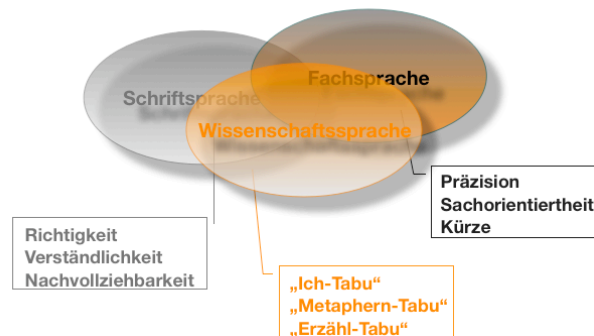 Fachsprache
Schriftsprache
Wissenschaftssprache
Präzision
Sachorientiertheit
Kürze
Richtigkeit
Verständlichkeit
Nachvollziehbarkeit
„Ich-Tabu“
„Metaphern-Tabu“
„Erzähl-Tabu“